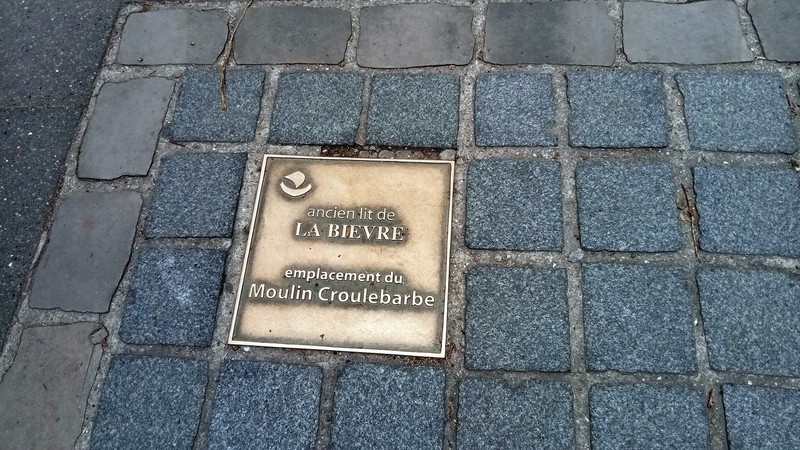 ancien lit de
LA BIEVRE
emplacement du
Moulin Croulebarbe